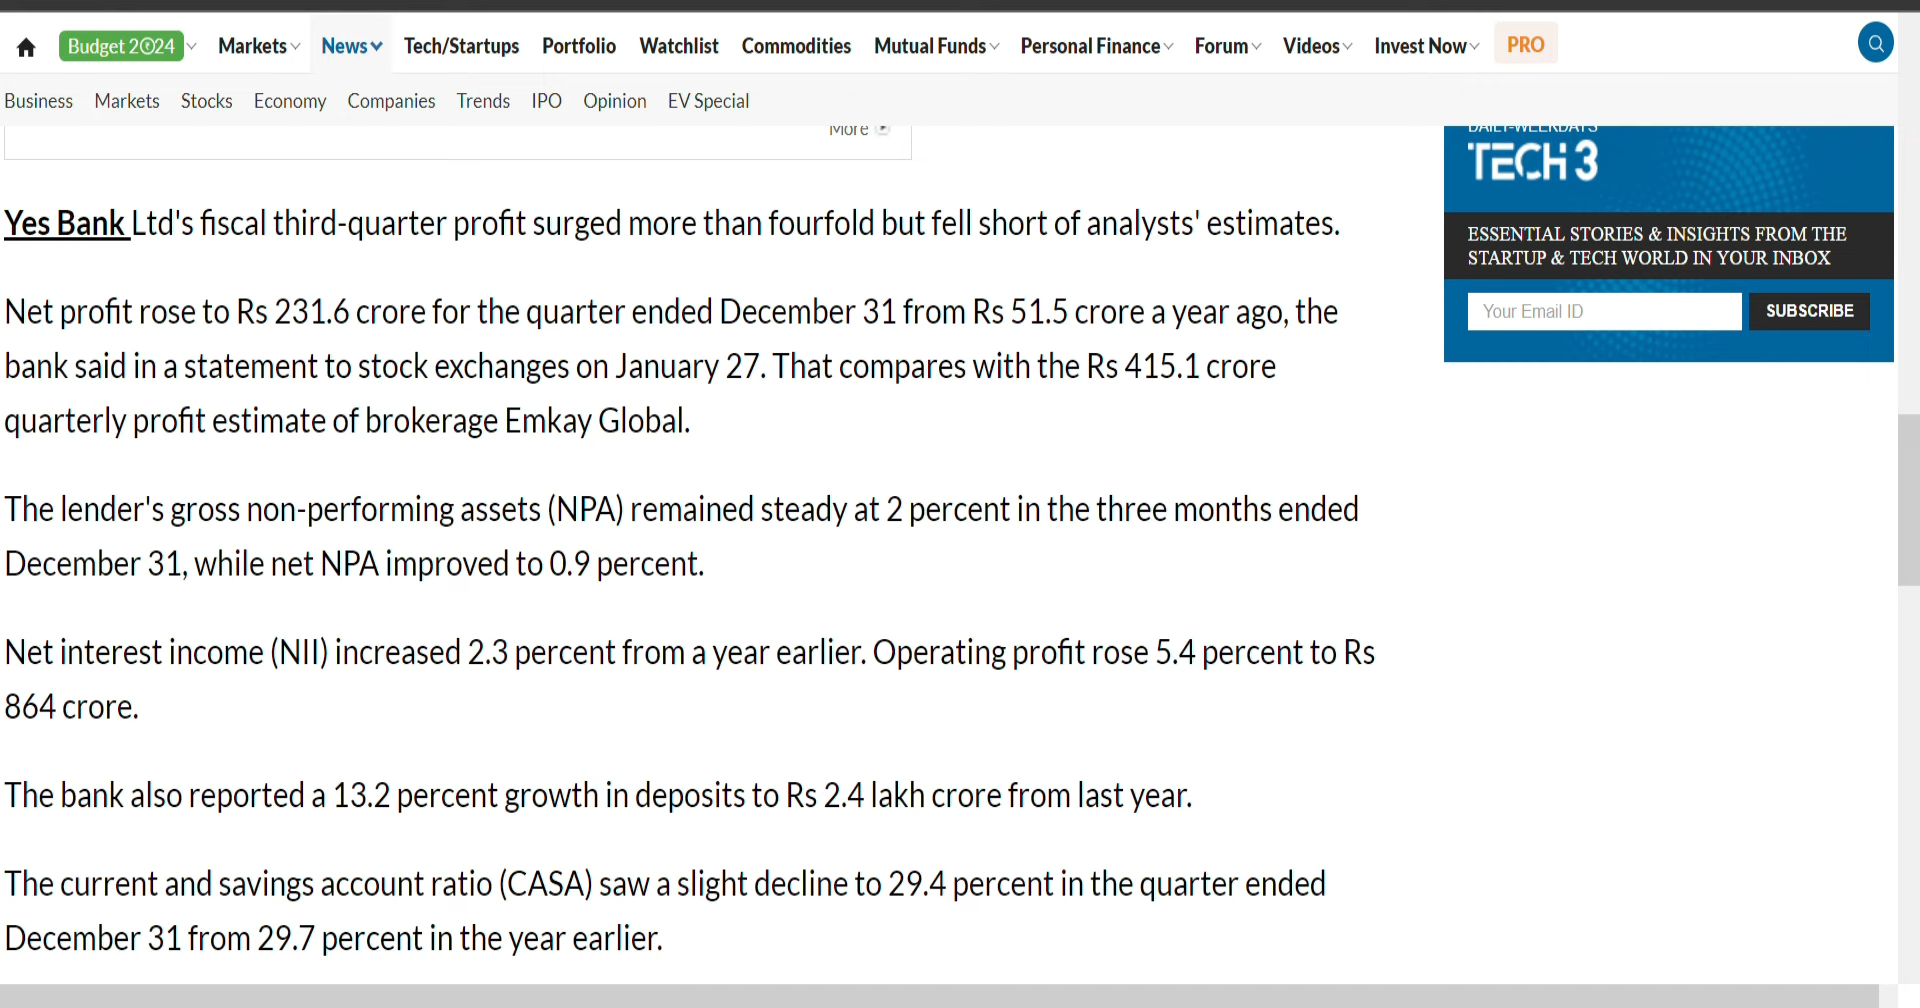 Budget 2024 Markets News Tech/Startups Portfolio Watchlist Commodities Mutual Funds Personal Finance Forum Videos Invest Now PRO
Business Markets Stocks Economy Companies Trends IPO Opinion EV Special
More
Yes Bank Ltd's fiscal third-quarter profit surged more than fourfold but fell short of analysts' estimates.
Net profit rose to Rs 231.6 crore for the quarter ended December 31 from Rs 51.5 crore a year ago, the
bank said in a statement to stock exchanges on January 27. That compares with the Rs 415.1 crore
quarterly profit estimate of brokerage Emkay Global.
The lender's gross non-performing assets (NPA) remained steady at 2 percent in the three months ended
December 31, while net NPA improved to 0.9 percent.
Net interest income (NII) increased 2.3 percent from a year earlier. Operating profit rose 5.4 percent to Rs
864 crore.
The bank also reported a 13.2 percent growth in deposits to Rs 2.4 lakh crore from last year.
The current and savings account ratio (CASA) saw a slight decline to 29.4 percent in the quarter ended
December 31 from 29.7 percent in the year earlier.
DAILY-WEEKDAYS
TECH 3
ESSENTIAL STORIES & INSIGHTS FROM THE
STARTUP & TECH WORLD IN YOUR INBOX
Your Email ID SUBSCRIBE